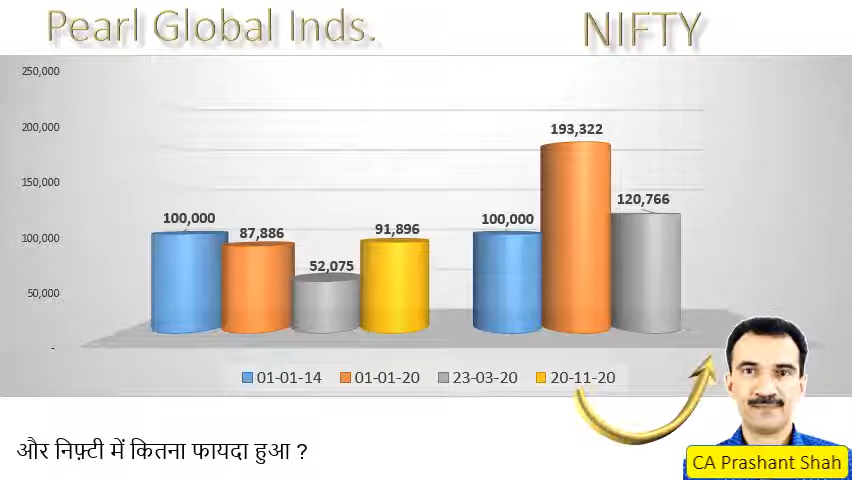 Pearl Global Inds. NIFTY
250,000
200,000
150,000
100,000
50,000
-
100,000 87,886 52,075 91,896 100,000 193,322 120,766
01-01-14 01-01-20 23-03-20 20-11-20
और निफ़्टी में कितना फायदा हुआ ?
CA Prashant Shah